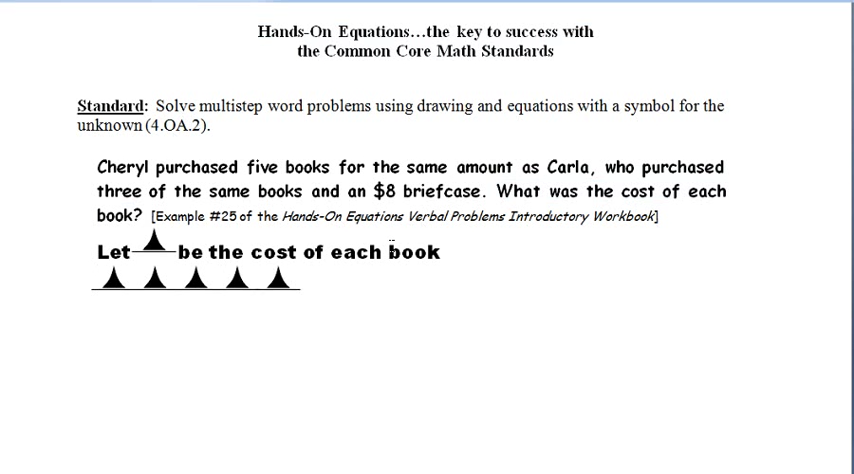 Hands-On Equations...the key to success with
the Common Core Math Standards
Standard: Solve multistep word problems using drawing and equations with a symbol for the
unknown (4.OA.2).
Cheryl purchased five books for the same amount as Carla, who purchased
three of the same books and an $8 briefcase. What was the cost of each
book? [Example #25 of the Hands-On Equations Verbal Problems Introductory Workbook]
Let be the cost of each book